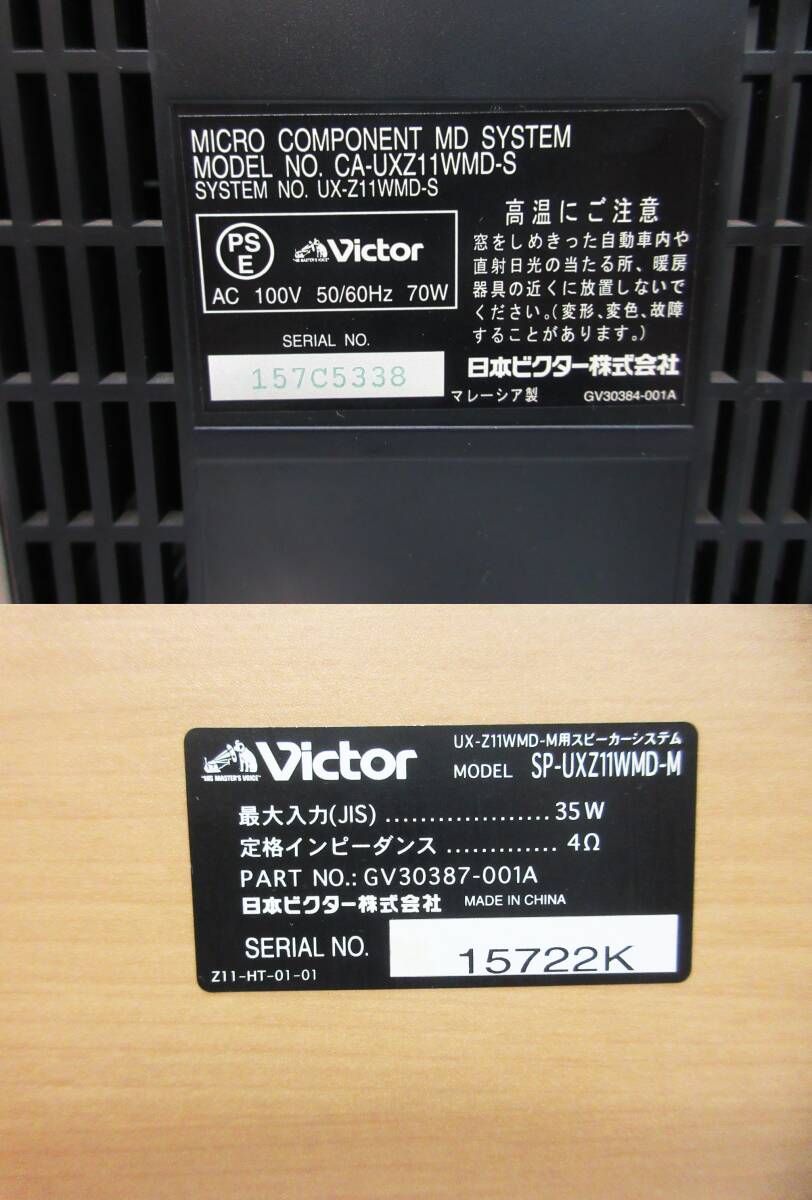 MICRO COMPONENT MD SYSTEM
MODEL NO. CA-UXZ11WMD-S
SYSTEM NO. UX-Z11WMD-S
PS
E
"HIS MASTER'S VOICE"
Victor
AC 100V 50/60Hz 70W
SERIAL NO.
157C5338
高温にご注意
窓をしめきった自動車内や
直射日光の当たる所、暖房
器具の近くに放置しないで
ください。(変形、変色、故障
することがあります。)
日本ビクター株式会社
マレーシア製 GV30384-001A
"HIS MASTER'S VOICE"
Victor
UX-Z11WMD-M用スピーカーシステム
MODEL SP-UXZ11WMD-M
最大入力(JIS) ................... 35W
定格インピーダンス ............. 4Ω
PART NO.: GV30387-001A
日本ビクター株式会社 MADE IN CHINA
SERIAL NO. 15722K
Z11-HT-01-01